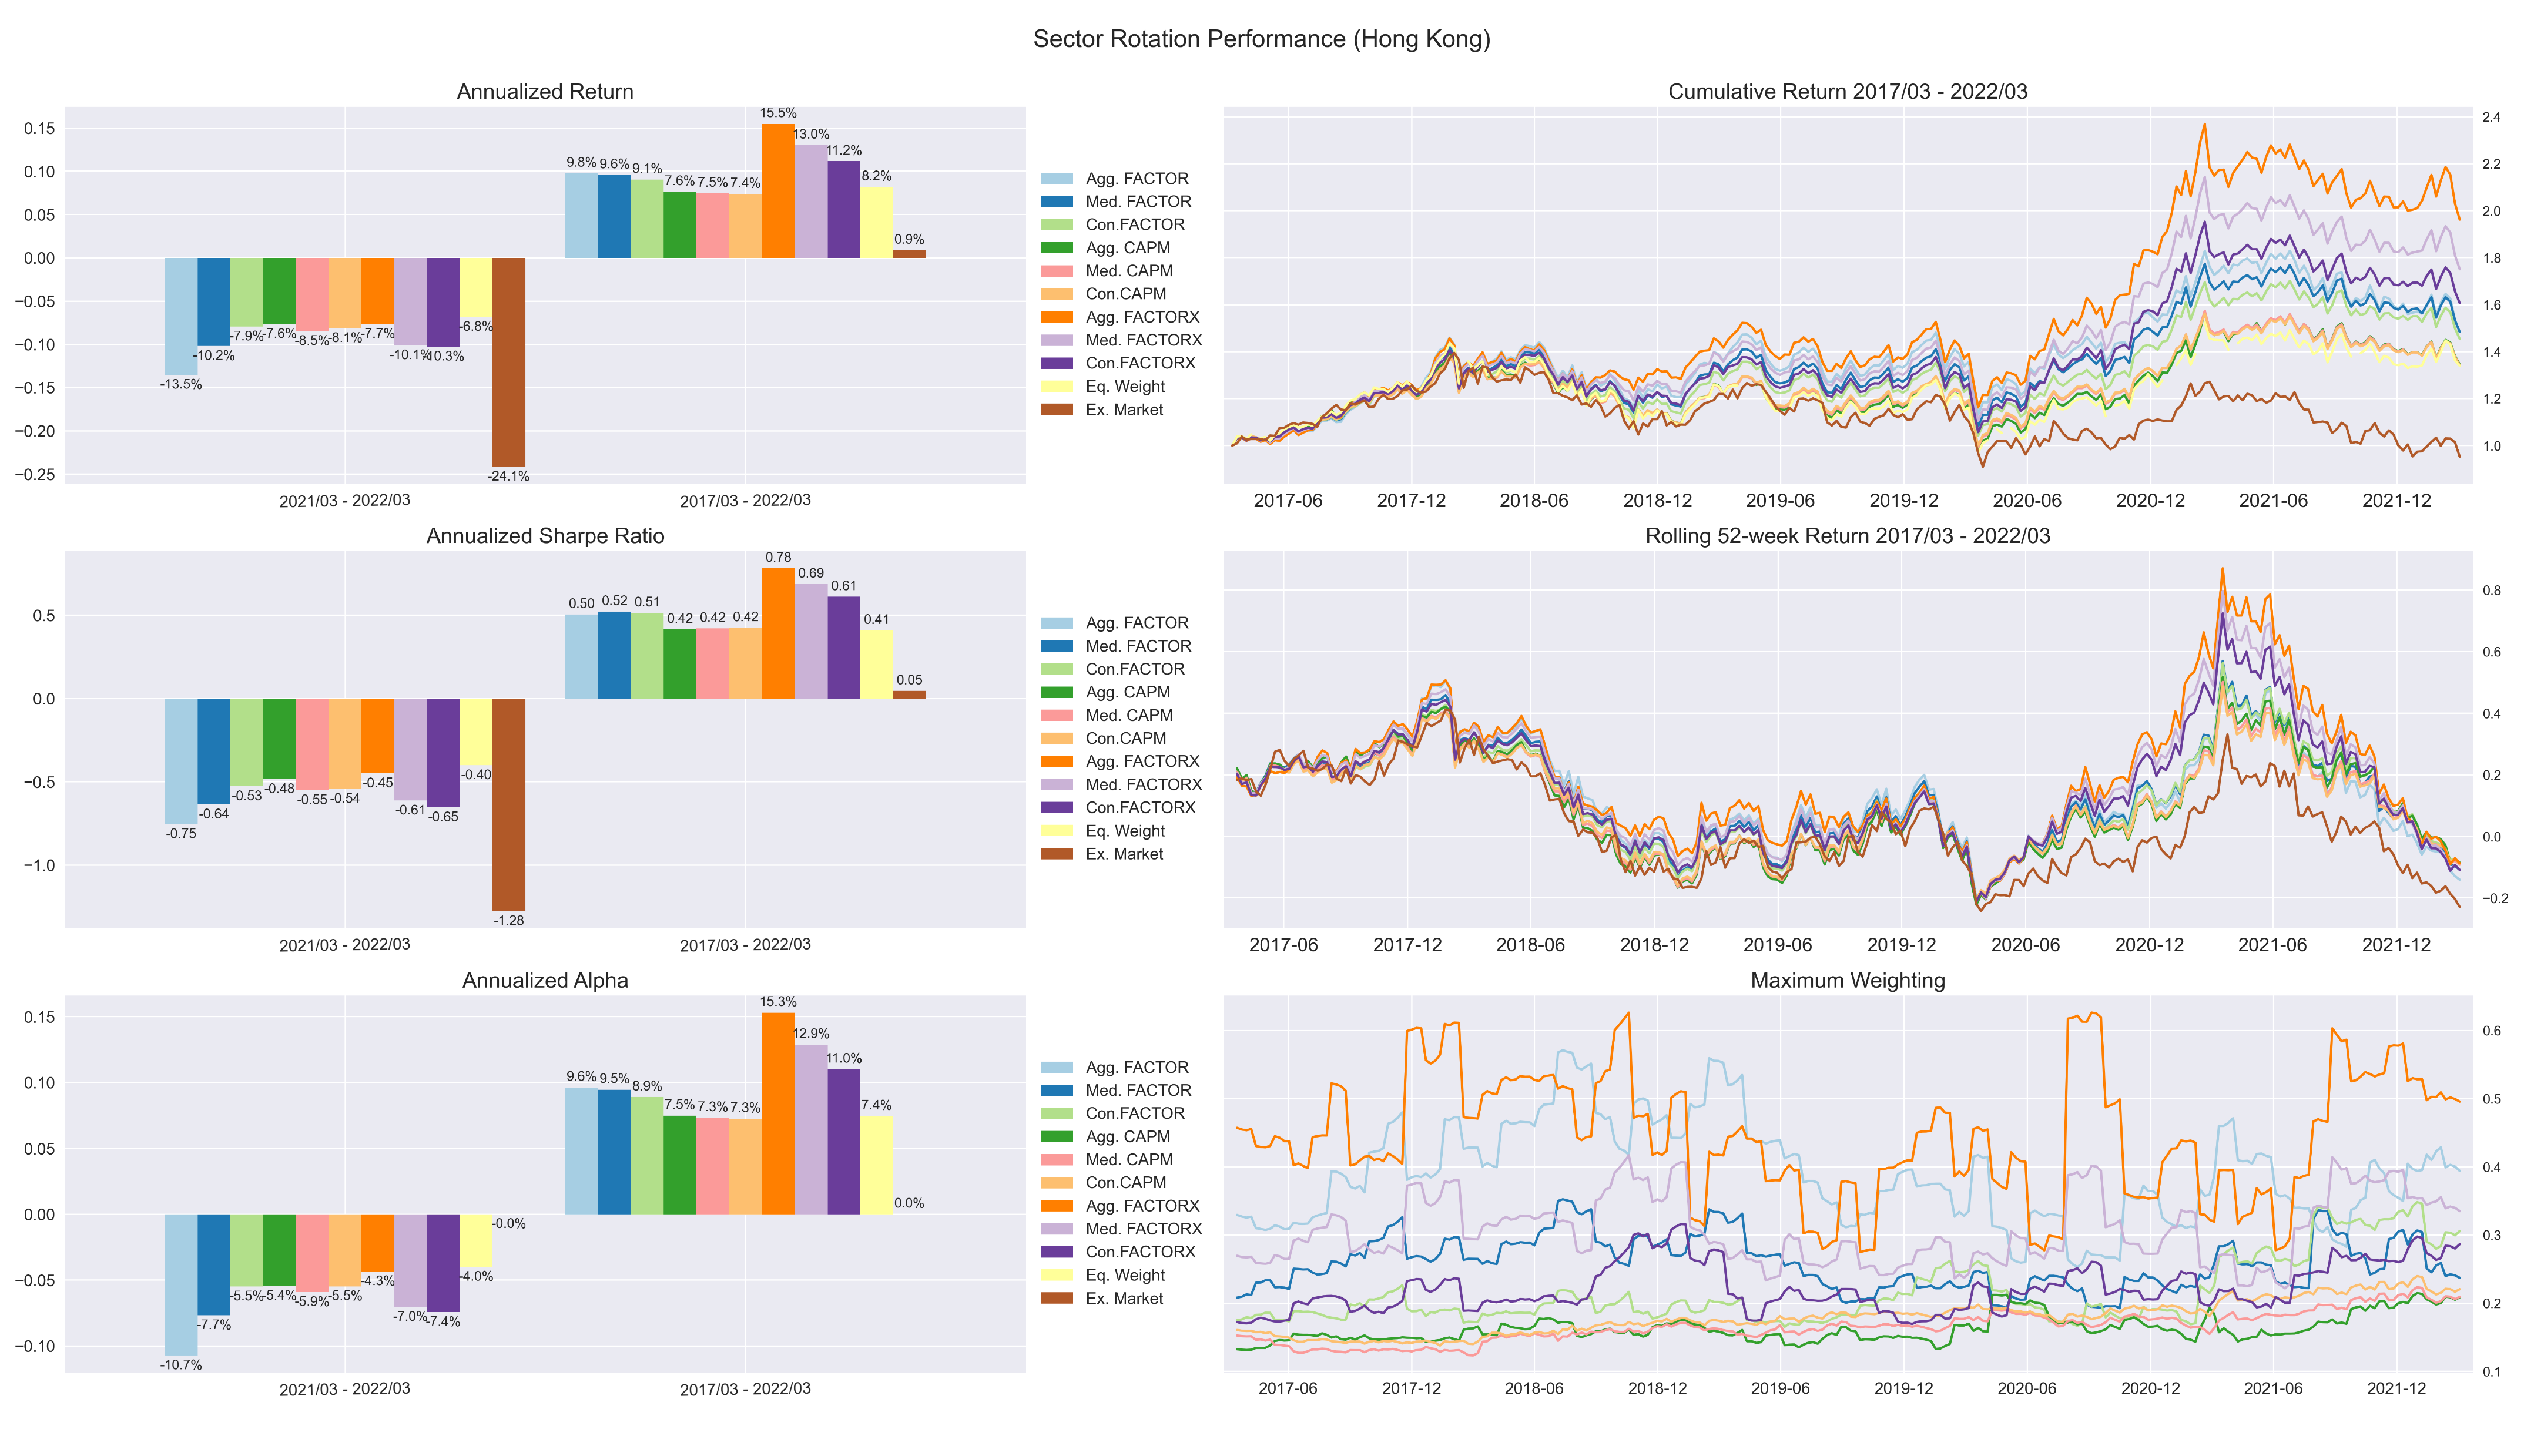 Sector Rotation Performance (Hong Kong)
Annualized Return
0.15
0.10
0.05
0.00
−0.05
−0.10
−0.15
−0.20
−0.25
-13.5%
-10.2%
-7.9%
-7.6%
-8.5%
-8.1%
-7.7%
-10.1%
-10.3%
-6.8%
-24.1%
9.8%
9.6%
9.1%
7.6%
7.5%
7.4%
15.5%
13.0%
11.2%
8.2%
0.9%
2021/03 - 2022/03
2017/03 - 2022/03
Agg. FACTOR
Med. FACTOR
Con.FACTOR
Agg. CAPM
Med. CAPM
Con.CAPM
Agg. FACTORX
Med. FACTORX
Con.FACTORX
Eq. Weight
Ex. Market
Cumulative Return 2017/03 - 2022/03
2.4
2.2
2.0
1.8
1.6
1.4
1.2
1.0
2017-06
2017-12
2018-06
2018-12
2019-06
2019-12
2020-06
2020-12
2021-06
2021-12
Annualized Sharpe Ratio
0.5
0.0
−0.5
−1.0
-0.75
-0.64
-0.53
-0.48
-0.55
-0.54
-0.45
-0.61
-0.65
-0.40
-1.28
0.50
0.52
0.51
0.42
0.42
0.42
0.78
0.69
0.61
0.41
0.05
2021/03 - 2022/03
2017/03 - 2022/03
Agg. FACTOR
Med. FACTOR
Con.FACTOR
Agg. CAPM
Med. CAPM
Con.CAPM
Agg. FACTORX
Med. FACTORX
Con.FACTORX
Eq. Weight
Ex. Market
Rolling 52-week Return 2017/03 - 2022/03
0.8
0.6
0.4
0.2
0.0
−0.2
2017-06
2017-12
2018-06
2018-12
2019-06
2019-12
2020-06
2020-12
2021-06
2021-12
Annualized Alpha
0.15
0.10
0.05
0.00
−0.05
−0.10
-10.7%
-7.7%
-5.5%
-5.4%
-5.9%
-5.5%
-4.3%
-7.0%
-7.4%
-4.0%
-0.0%
9.6%
9.5%
8.9%
7.5%
7.3%
7.3%
15.3%
12.9%
11.0%
7.4%
0.0%
2021/03 - 2022/03
2017/03 - 2022/03
Agg. FACTOR
Med. FACTOR
Con.FACTOR
Agg. CAPM
Med. CAPM
Con.CAPM
Agg. FACTORX
Med. FACTORX
Con.FACTORX
Eq. Weight
Ex. Market
Maximum Weighting
0.6
0.5
0.4
0.3
0.2
0.1
2017-06
2017-12
2018-06
2018-12
2019-06
2019-12
2020-06
2020-12
2021-06
2021-12